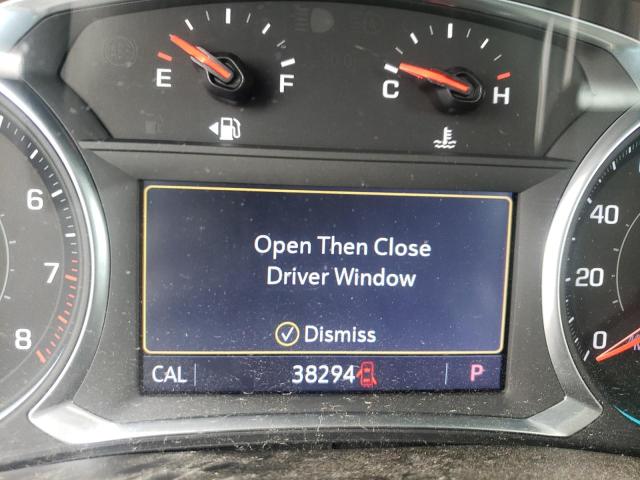 E F
C H
6
7
8
Open Then Close
Driver Window
Dismiss
CAL 38294 P
40
20
0